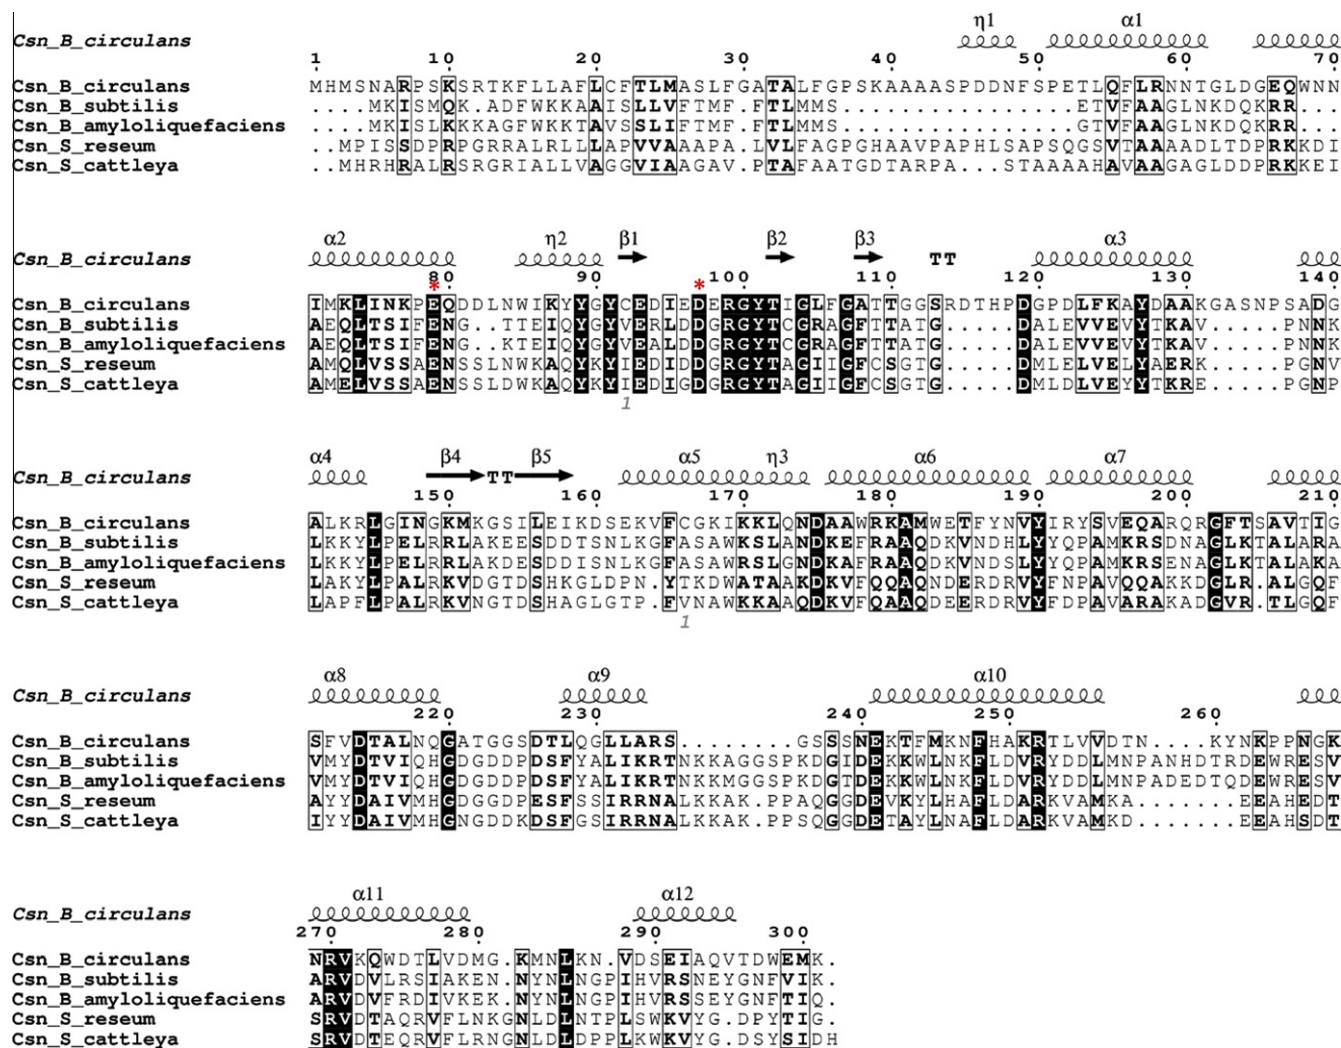 η1 α1
Csn_B_circulans
1 10 20 30 40 50 60 70
Csn_B_circulans MHMSNARPSKSRTKFLLAFLCFTLMASLFGATALFGPSKAAAASPDDNFSPETLQFLRNNTGLDGEQWNN
Csn_B_subtilis ....MKISMQK.ADFWKKAAISLLVFTMF.FTLMMS................ETVFAAGLNKDQKRR...
Csn_B_amyloliquefaciens ....MKISLKKKAGFWKKTAVSSLIFTMF.FTLMMS................GTVFAAGLNKDQKRR...
Csn_S_reseum ..MPISSDPRPGRRALRLLLAPVVAAAPA.LVLFAGPGHAAVPAPHLSAPSQGSVTAAAADLTDPRKKDI
Csn_S_cattleya ..MHRHRALRSRGRIALLVAGGVIAAGAV.PTAFAATGDTARPA...STAAAAHAVAAGAGLDDPRKKEI
α2 η2 β1 β2 β3 α3
Csn_B_circulans TT
80 90 100 110 120 130 140
* *
Csn_B_circulans IMKLINKPEQDDLNWIKYYGYCEDIEDERGYTIGLFGATTGGSRDTHPDGPDLFKAYDAAKGASNPSADG
Csn_B_subtilis AEQLTSIFENG..TTEIQYGYVERLDDGRGYTCGRAGFTTATG.....DALEVVEVYTKAV.....PNNK
Csn_B_amyloliquefaciens AEQLTSIFENG..KTEIQYGYVEALDDGRGYTCGRAGFTTATG.....DALEVVEVYTKAV.....PNNK
Csn_S_reseum AMQLVSSAENSSLNWKAQYKYIEDIGDGRGYTAGIIGFCSGTG.....DMLELVELYAERK.....PGNV
Csn_S_cattleya AMELVSSAENSSLDWKAQYKYIEDIGDGRGYTAGIIGFCSGTG.....DMLDLVEYYTKRE.....PGNP
1
α4 β4 β5 α5 η3 α6 α7
Csn_B_circulans TT
150 160 170 180 190 200 210
Csn_B_circulans ALKRLGINGKMKGSILEIKDSEKVFCGKIKKLQNDAAWRKAMWETFYNVYIRYSVEQARQRGFTSAVTIG
Csn_B_subtilis LKKYLPELRRLAKEESDDTSNLKGFASAWKSLANDKEFRAAQDKVNDHLYYQPAMKRSDNAGLKTALARA
Csn_B_amyloliquefaciens LKKYLPELRRLAKDESDDISNLKGFASAWRSLGNDKAFRAAQDKVNDSLYYQPAMKRSENAGLKTALAKA
Csn_S_reseum LAKYLPALRKVDGTDSHKGLDPN.YTKDWATAAKDKVFQQAQNDERDRVYFNPAVQQAKKDGLR.ALGQF
Csn_S_cattleya LAPFLPALRKVNGTDSHAGLGTP.FVNAWKKAAQDKVFQAAQDEERDRVYFDPAVARAKADGVR.TLGQF
1
α8 α9 α10
Csn_B_circulans
220 230 240 250 260
Csn_B_circulans SFVDTALNQGATGGSDTLQGLLARS........GSSSNEKTFMKNFHAKRTLVVDTN....KYNKPPNGK
Csn_B_subtilis VMYDTVIQHGDGDDPDSFYALIKRTNKKAGGSPKDGIDEKKWLNKFLDVRYDDLMNPANHDTRDEWRESV
Csn_B_amyloliquefaciens VMYDTVIQHGDGDDPDSFYALIKRTNKKMGGSPKDGTDEKKWLNKFLDVRYDDLMNPADEDTQDEWRESV
Csn_S_reseum AYYDAIVMHGDGGDPESFSSIRRNALKKAK.PPAQGGDEVKYLHAFLDARKVAMKA.......EEAHEDT
Csn_S_cattleya IYYDAIVMHGNGDDKDSFGSIRRNALKKAK.PPSQGGDETAYLNAFLDARKVAMKD.......EEAHSDT
α11 α12
Csn_B_circulans
270 280 290 300
Csn_B_circulans NRVKQWDTLVDMG.KMNLKN.VDSEIAQVTDWEMK.
Csn_B_subtilis ARVDVLRSIAKEN.NYNLNGPIHVRSNEYGNFVIK.
Csn_B_amyloliquefaciens ARVDVFRDIVKEK.NYNLNGPIHVRSSEYGNFTIQ.
Csn_S_reseum SRVDTAQRVFLNKGNLDLNTPLSWKVYG.DPYTIG.
Csn_S_cattleya SRVDTEQRVFLRNGNLDLDPPLKWKVYG.DSYSIDH